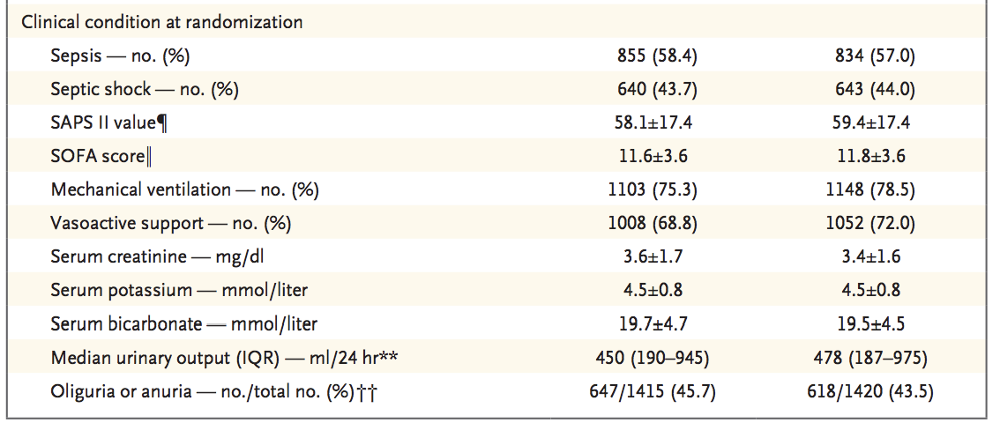 Clinical condition at randomization
Sepsis — no. (%) 855 (58.4) 834 (57.0)
Septic shock — no. (%) 640 (43.7) 643 (44.0)
SAPS II value¶ 58.1±17.4 59.4±17.4
SOFA score‖ 11.6±3.6 11.8±3.6
Mechanical ventilation — no. (%) 1103 (75.3) 1148 (78.5)
Vasoactive support — no. (%) 1008 (68.8) 1052 (72.0)
Serum creatinine — mg/dl 3.6±1.7 3.4±1.6
Serum potassium — mmol/liter 4.5±0.8 4.5±0.8
Serum bicarbonate — mmol/liter 19.7±4.7 19.5±4.5
Median urinary output (IQR) — ml/24 hr** 450 (190–945) 478 (187–975)
Oliguria or anuria — no./total no. (%)†† 647/1415 (45.7) 618/1420 (43.5)